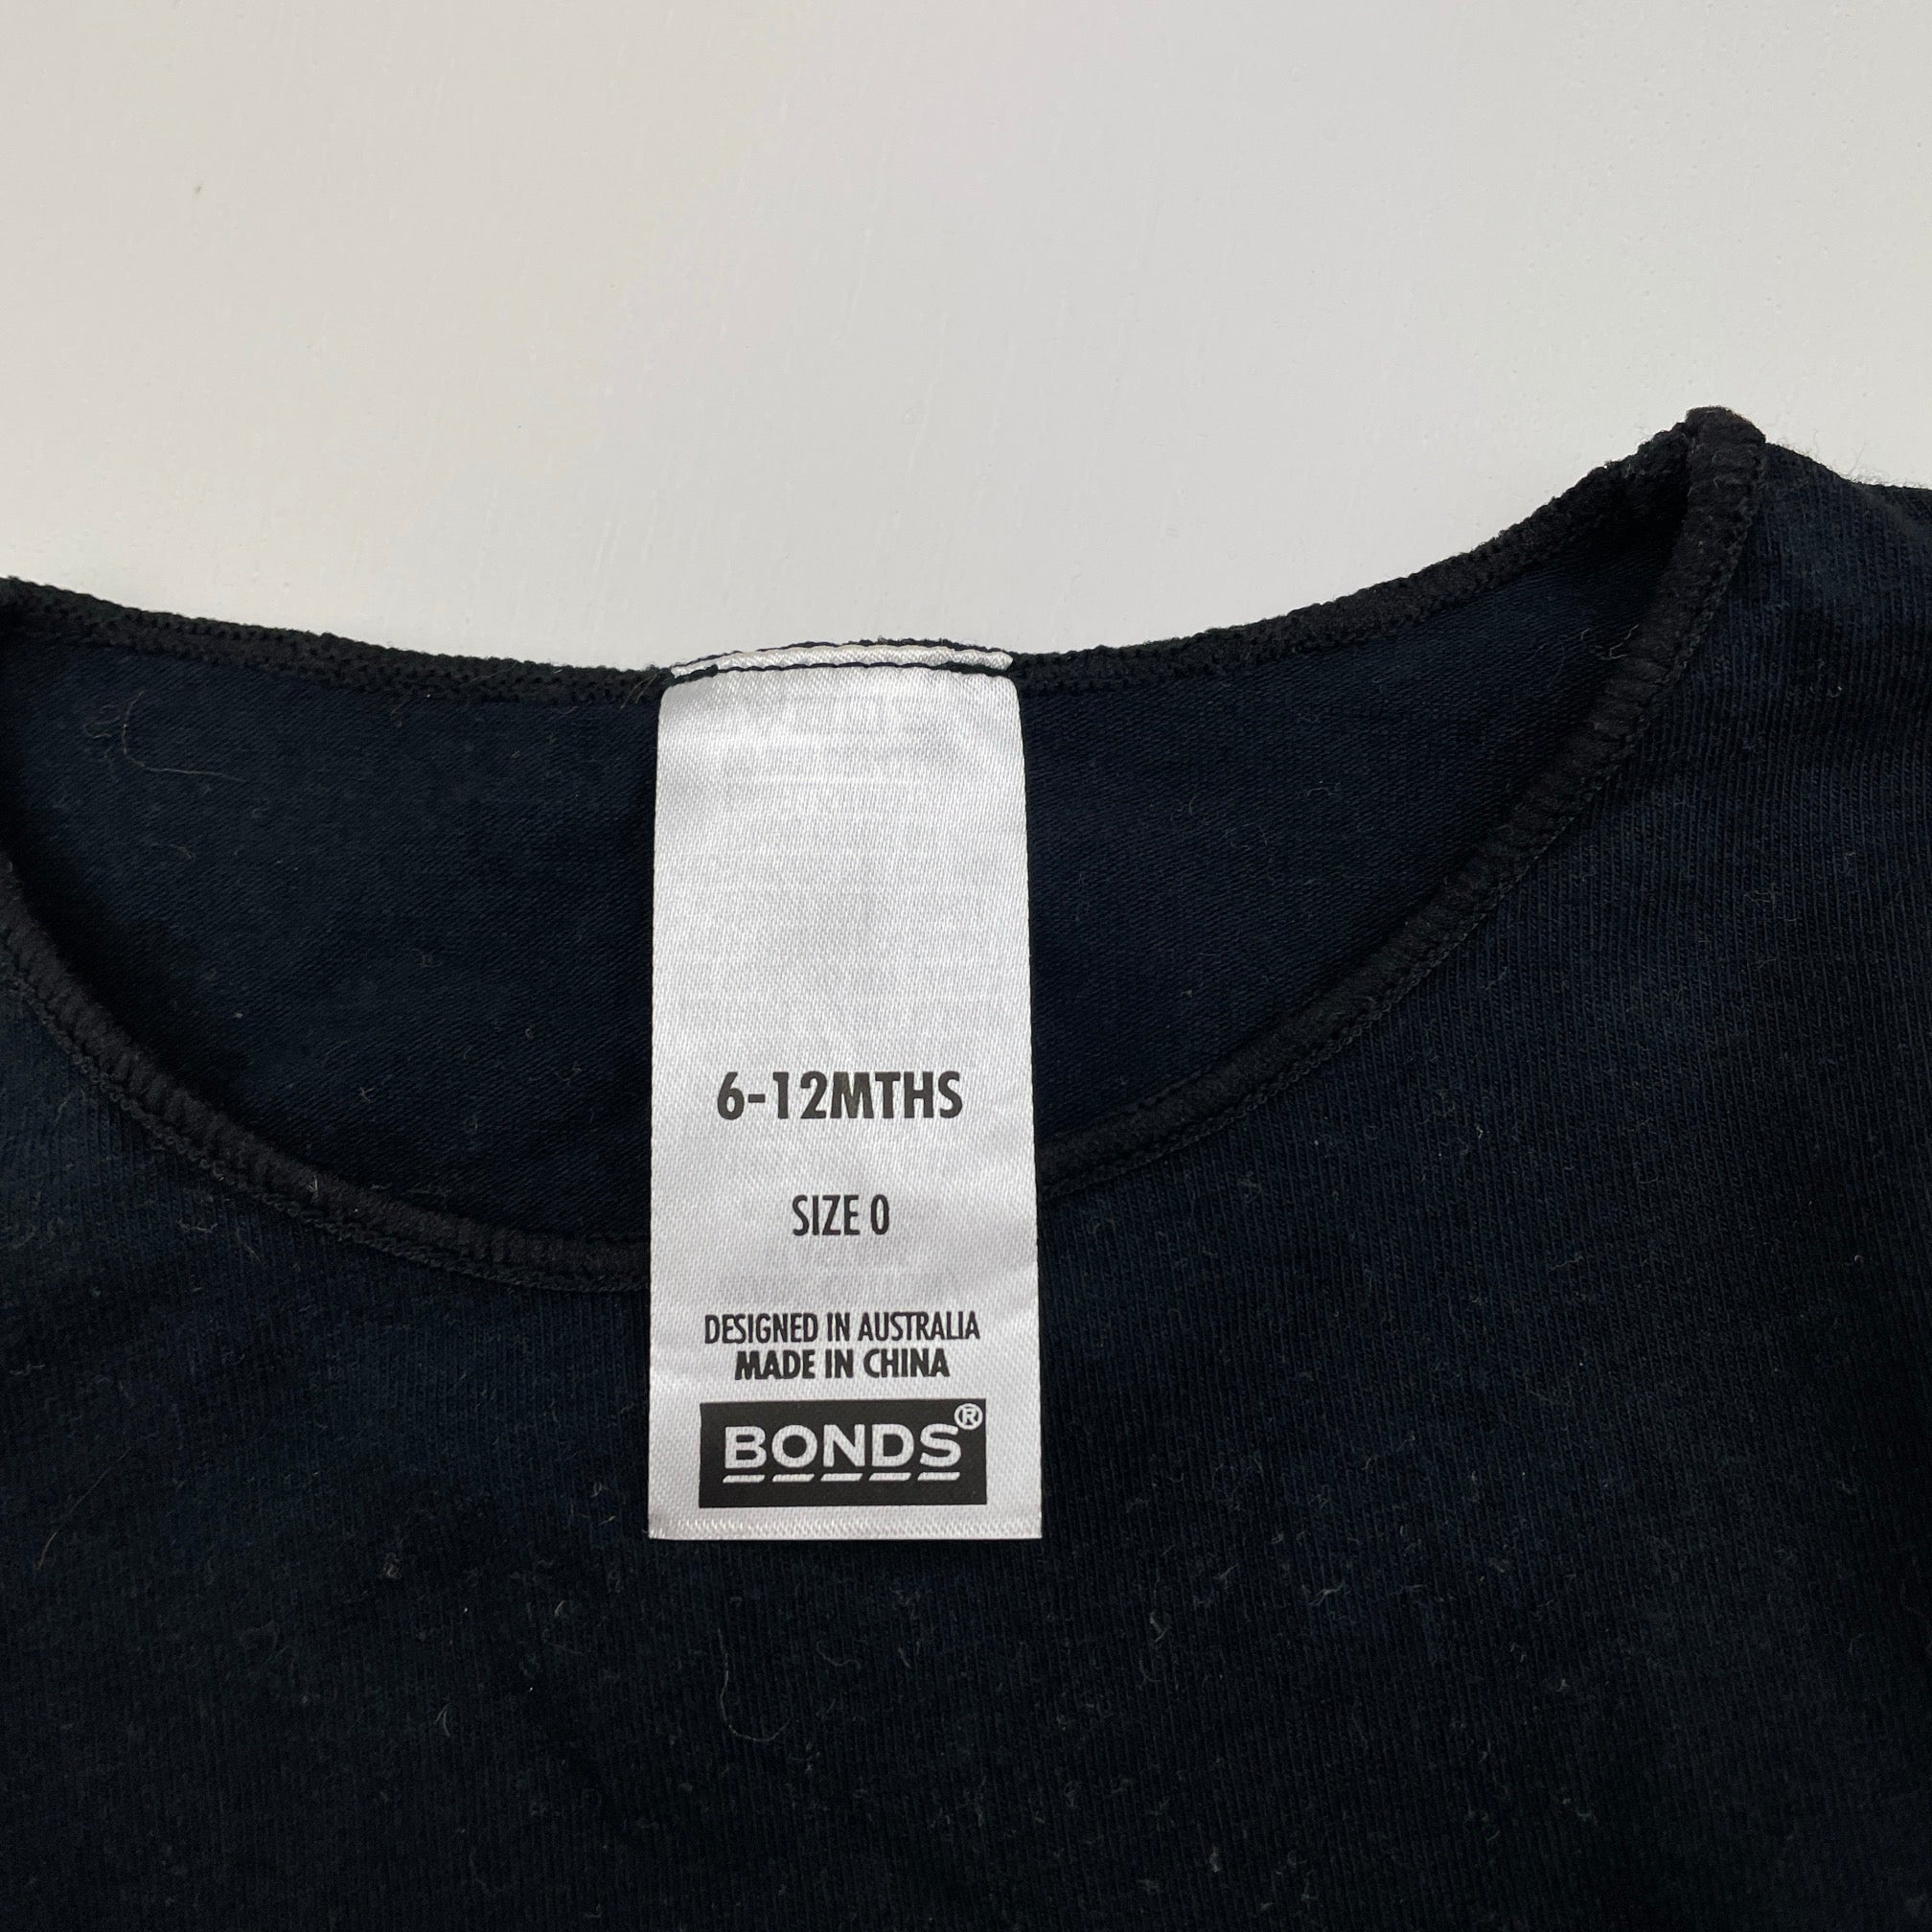 6-12MTHS
SIZE 0
DESIGNED IN AUSTRALIA
MADE IN CHINA
BONDS®